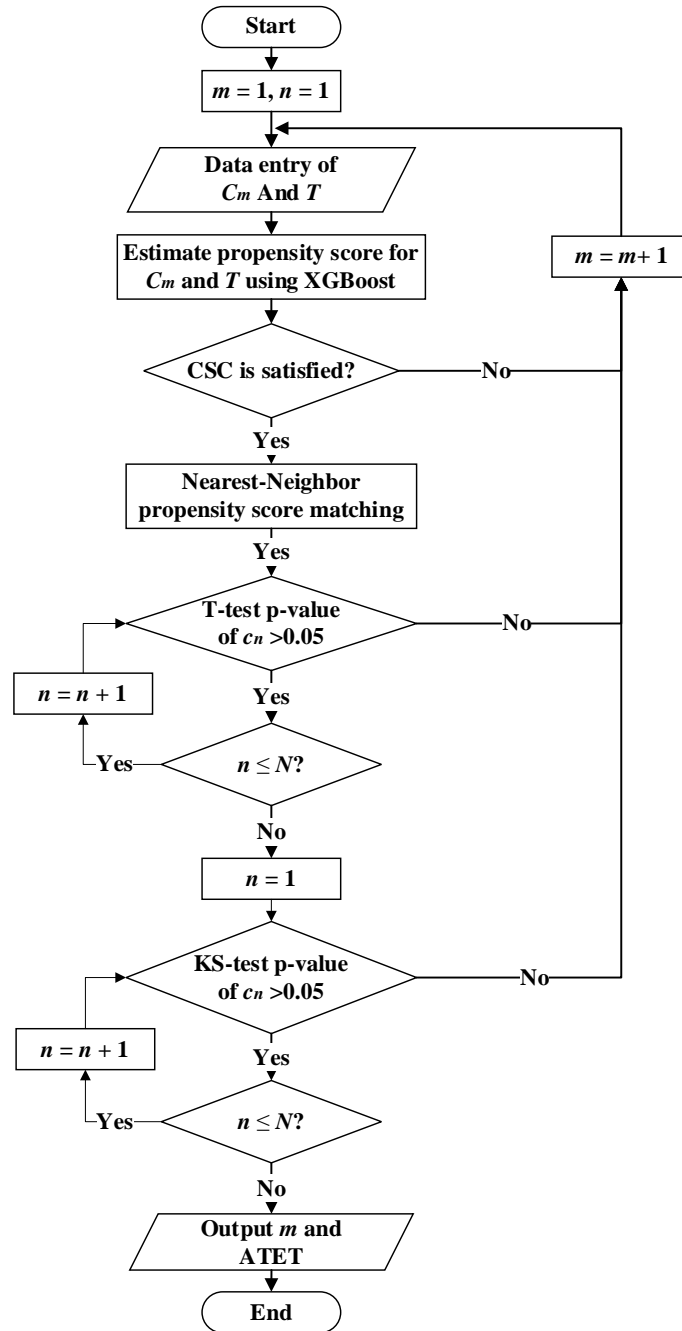 Start
m = 1, n = 1
Data entry of
Cm And T
Estimate propensity score for
Cm and T using XGBoost
m = m+ 1
CSC is satisfied?
No
Yes
Nearest-Neighbor
propensity score matching
Yes
T-test p-value
of cn >0.05
No
n = n + 1
Yes
Yes
n ≤ N?
No
n = 1
KS-test p-value
of cn >0.05
No
n = n + 1
Yes
Yes
n ≤ N?
No
Output m and
ATET
End